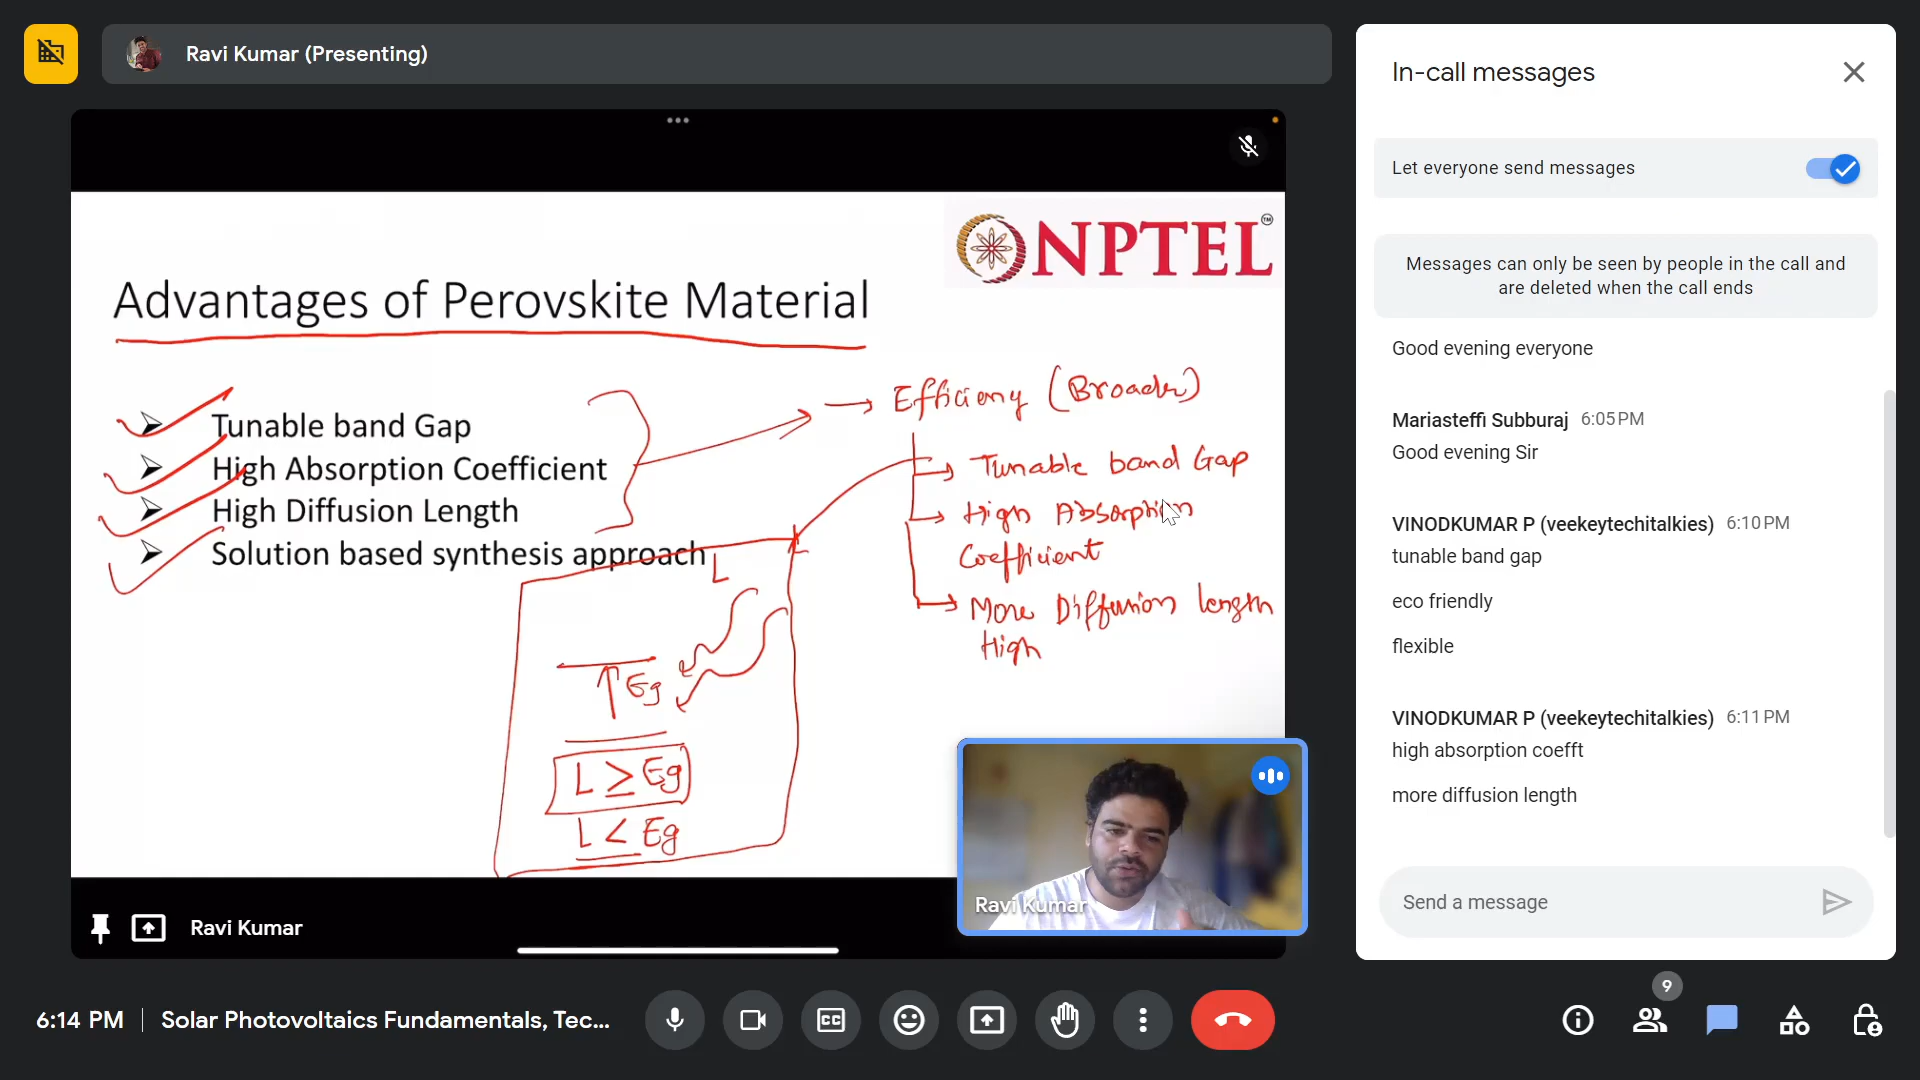 Ravi Kumar (Presenting)
NPTEL
TM
Advantages of Perovskite Material
Tunable band Gap
High Absorption Coefficient
High Diffusion Length
Solution based synthesis approach
→ Efficieny (Broader)
→ Tunable band Gap
→ High Absorption
Coefficient
→ More Diffusion length
High
L
Eg
L ≥ Eg
L < Eg
Ravi Kumar
Ravi Kumar
In-call messages
Let everyone send messages
Messages can only be seen by people in the call and
are deleted when the call ends
Good evening everyone
Mariasteffi Subburaj 6:05 PM
Good evening Sir
VINODKUMAR P (veekeytechitalkies) 6:10 PM
tunable band gap
eco friendly
flexible
VINODKUMAR P (veekeytechitalkies) 6:11 PM
high absorption coefft
more diffusion length
Send a message
6:14 PM | Solar Photovoltaics Fundamentals, Tec...
CC
9